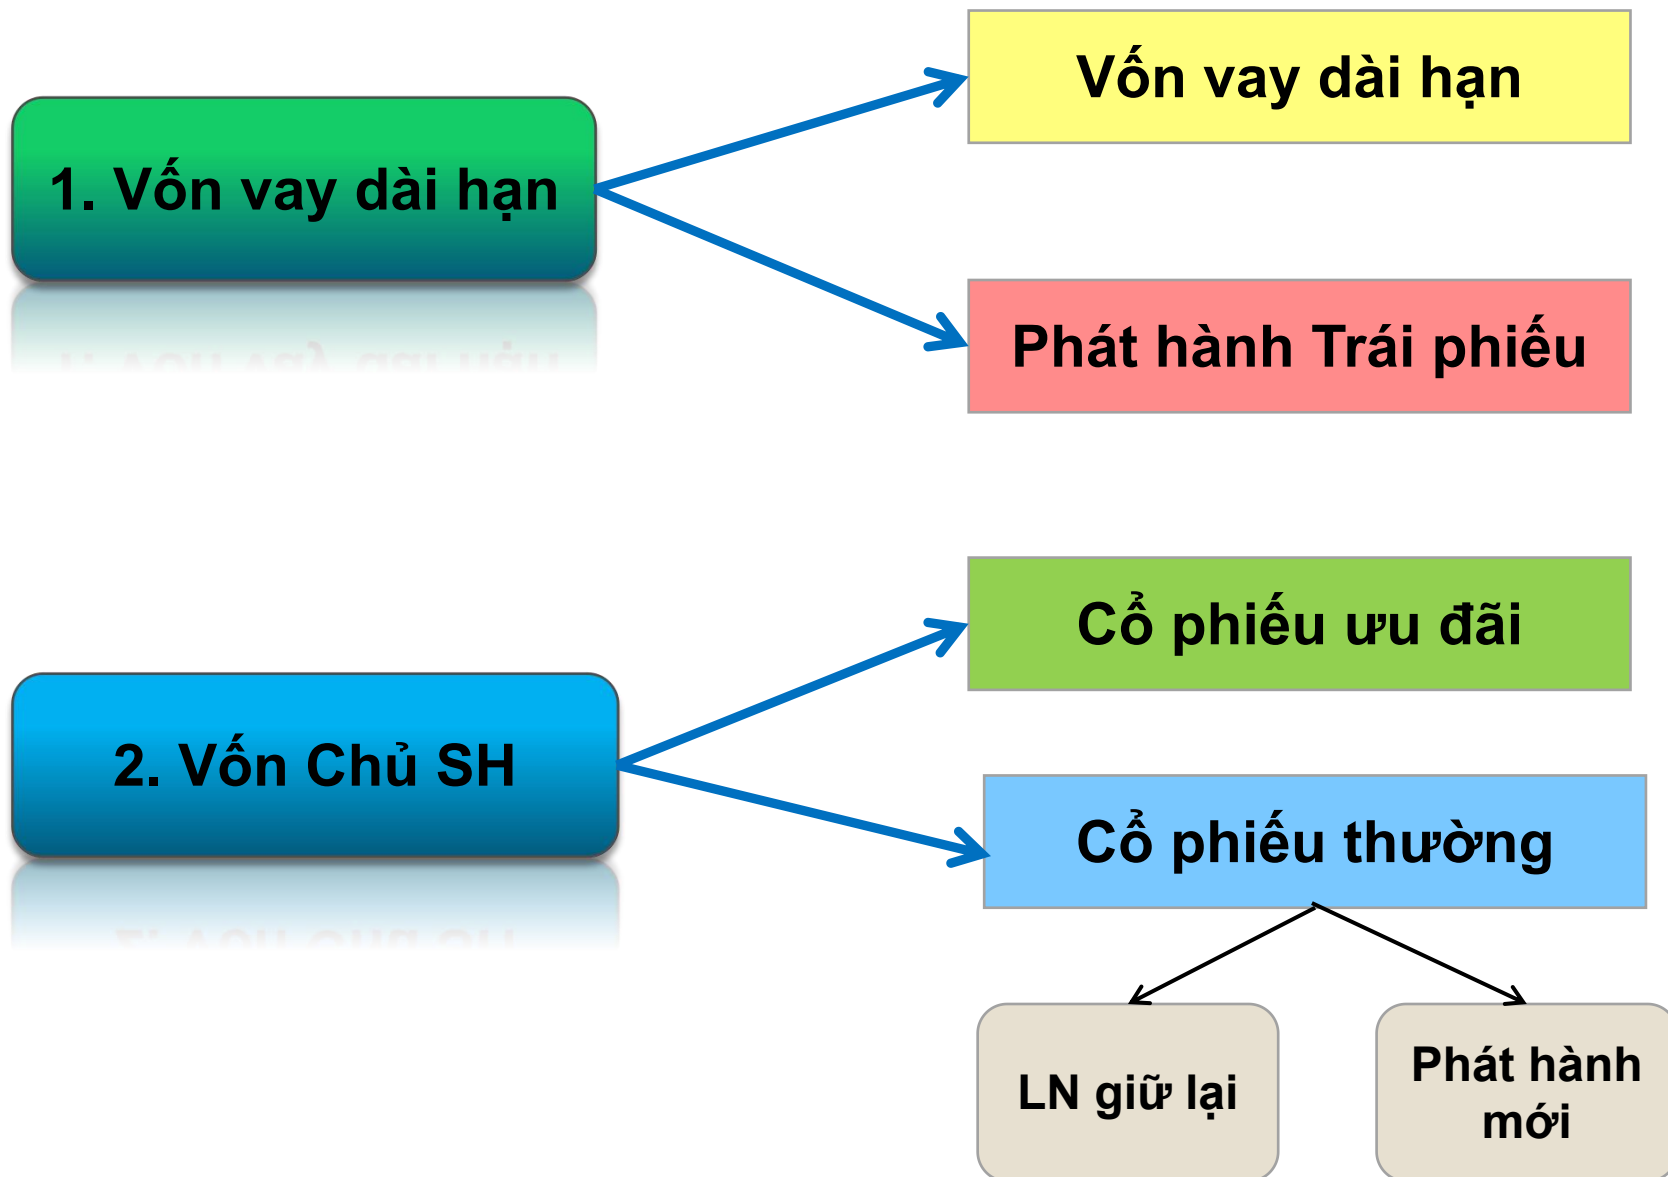 1. Vốn vay dài hạn
Vốn vay dài hạn
Phát hành Trái phiếu
2. Vốn Chủ SH
Cổ phiếu ưu đãi
Cổ phiếu thường
LN giữ lại
Phát hành
mới